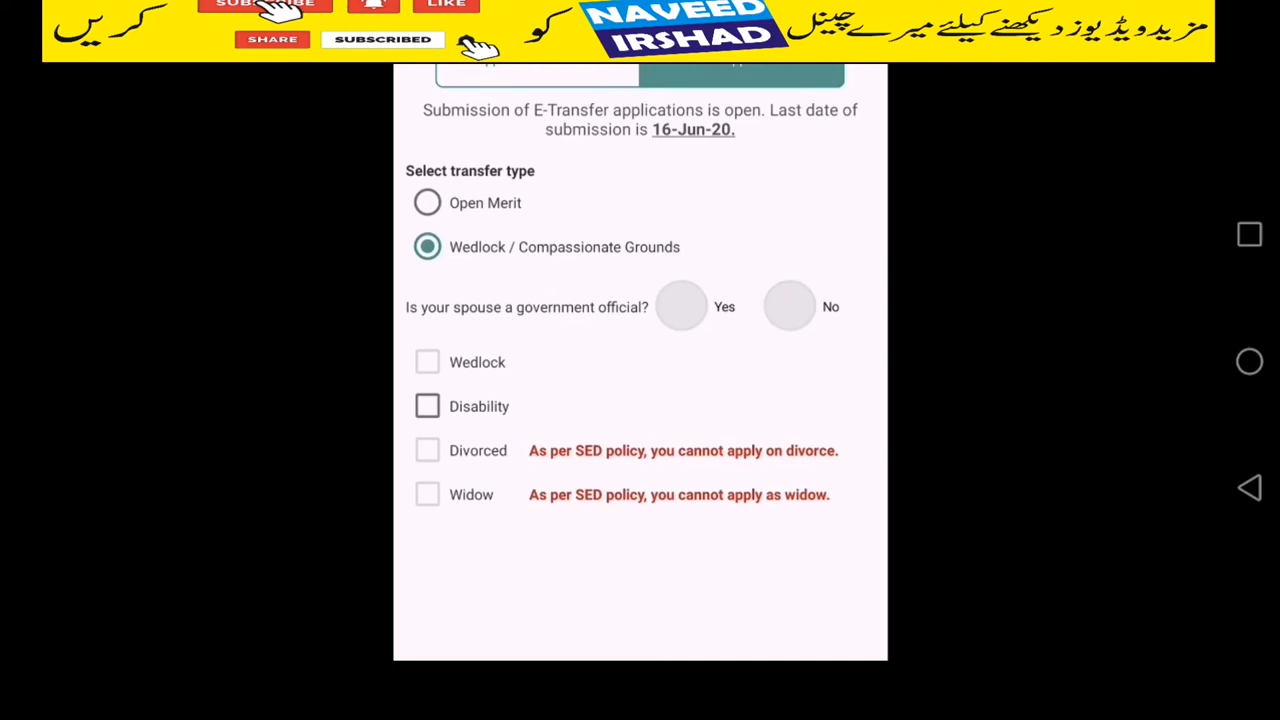 مزید ویڈیوز دیکھنے کیلئے میرے چینل NAVEED IRSHAD کو SUBSCRIBE LIKE SHARE SUBSCRIBED کریں
Submission of E-Transfer applications is open. Last date of
submission is 16-Jun-20.
Select transfer type
Open Merit
Wedlock / Compassionate Grounds
Is your spouse a government official? Yes No
Wedlock
Disability
Divorced As per SED policy, you cannot apply on divorce.
Widow As per SED policy, you cannot apply as widow.